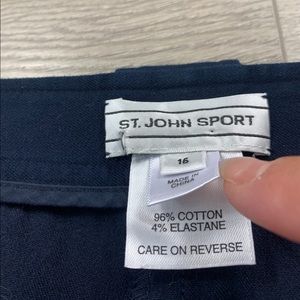 ST. JOHN SPORT
16
MADE IN
CHINA
96% COTTON
4% ELASTANE
CARE ON REVERSE